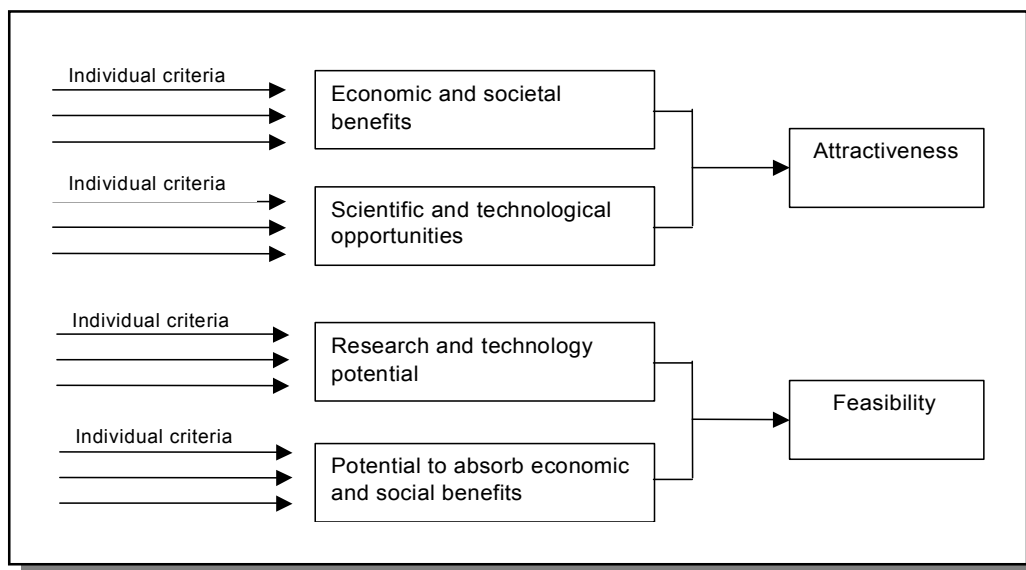 Individual criteria
Economic and societal
benefits
Attractiveness
Individual criteria
Scientific and technological
opportunities
Individual criteria
Research and technology
potential
Feasibility
Individual criteria
Potential to absorb economic
and social benefits